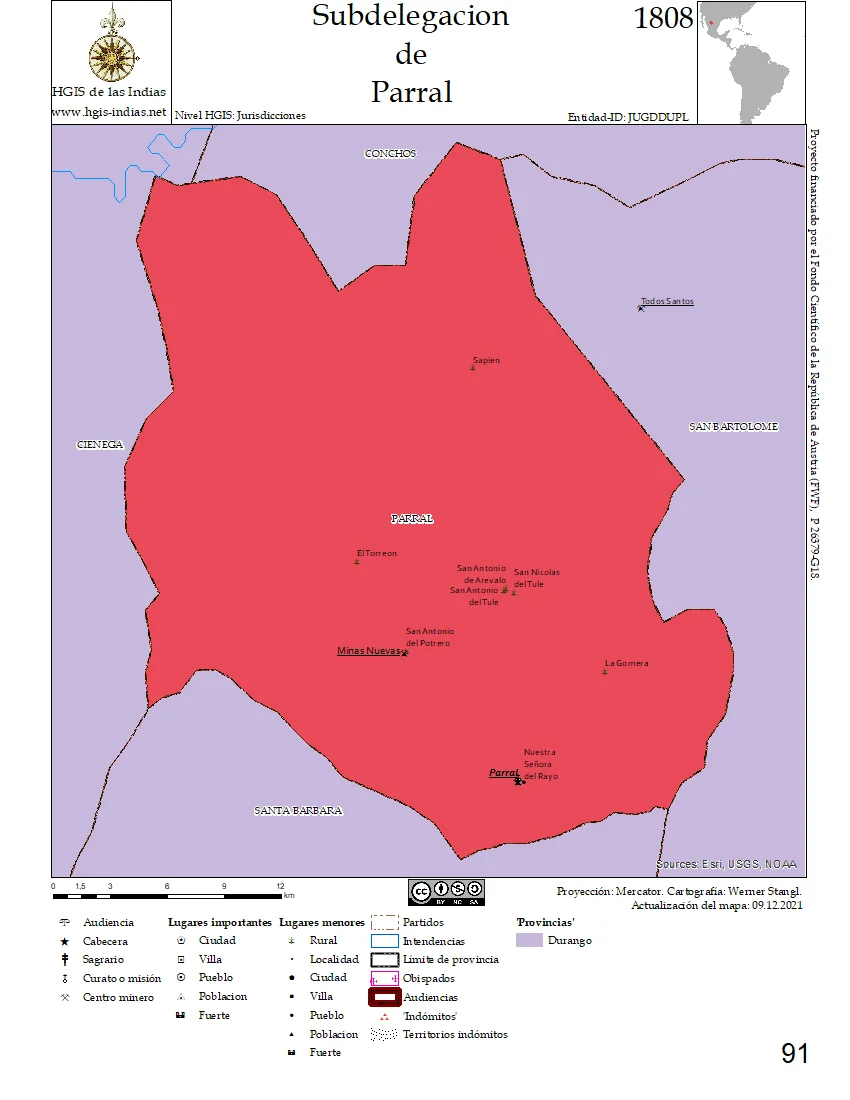 Subdelegacion
de
Parral
1808
HGIS de las Indias
www.hgis-indias.net
Nivel HGIS: Jurisdicciones
Entidad-ID: JUGDDUPL
Proyecto financiado por el Fondo Científico de la República de Austria (FWF), P 26379-G18.
CONCHOS
Todos Santos
Sapien
SAN BARTOLOME
CIENEGA
PARRAL
El Torreon
San Antonio
de Arevalo
San Nicolas
del Tule
San Antonio
del Tule
San Antonio
del Potrero
Minas Nuevas
La Gomera
Nuestra
Señora
del Rayo
Parral
SANTA BARBARA
Sources: Esri, USGS, NOAA
0 1,5 3 6 9 12
km
cc
BY NC SA
Proyección: Mercator. Cartografía: Werner Stangl.
Actualización del mapa: 09.12.2021
Audiencia
Cabecera
Sagrario
Curato o misión
Centro minero
Lugares importantes
Ciudad
Villa
Pueblo
Poblacion
Fuerte
Lugares menores
Rural
Localidad
Ciudad
Villa
Pueblo
Poblacion
Fuerte
Partidos
Intendencias
Límite de provincia
Obispados
Audiencias
'Indómitos'
Territorios indómitos
'Provincias'
Durango
91